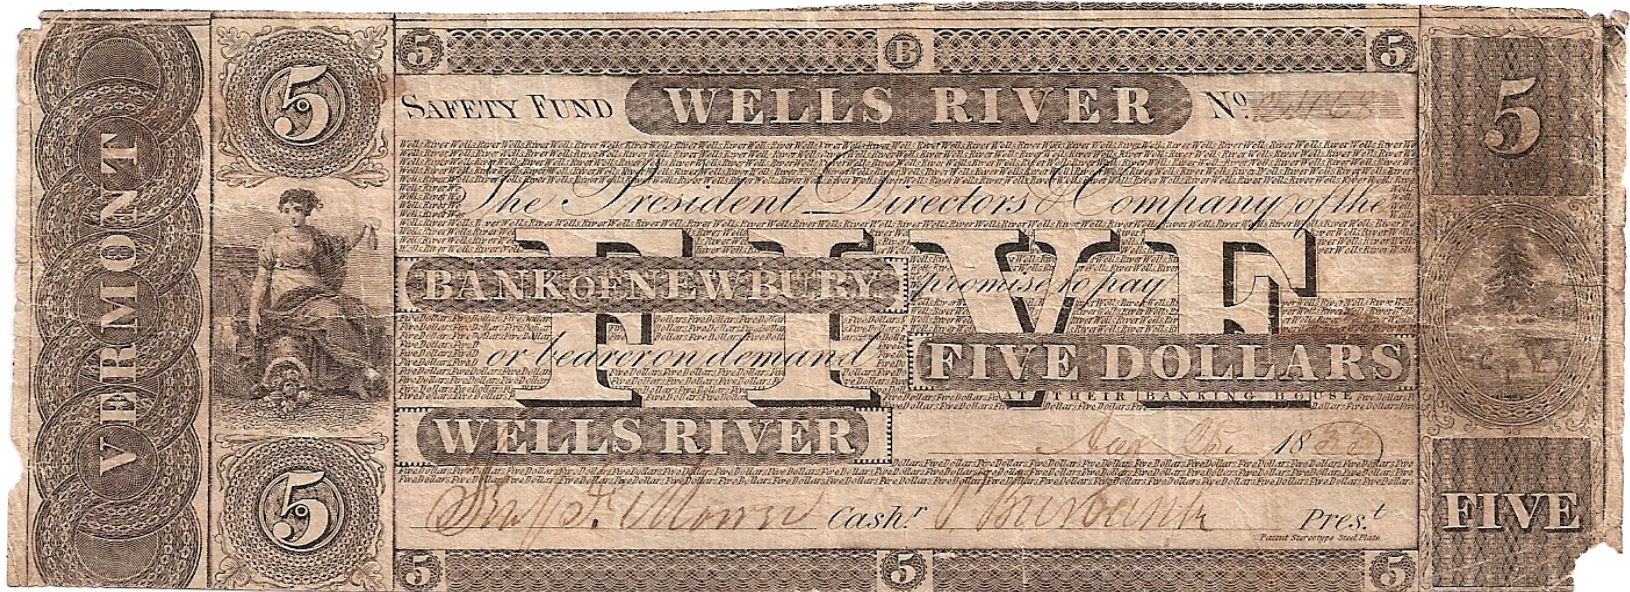 VERMONT
5
5
5 B 5
SAFETY FUND WELLS RIVER No.
The President Directors & Company of the
FIVE
BANK OF NEWBURY promise to pay
or bearer on demand FIVE DOLLARS
AT THEIR BANKING HOUSE
WELLS RIVER
18
Cash.r Burbank Pres.t
Patent Stereotype Steel Plate.
5 5 5
5
FIVE